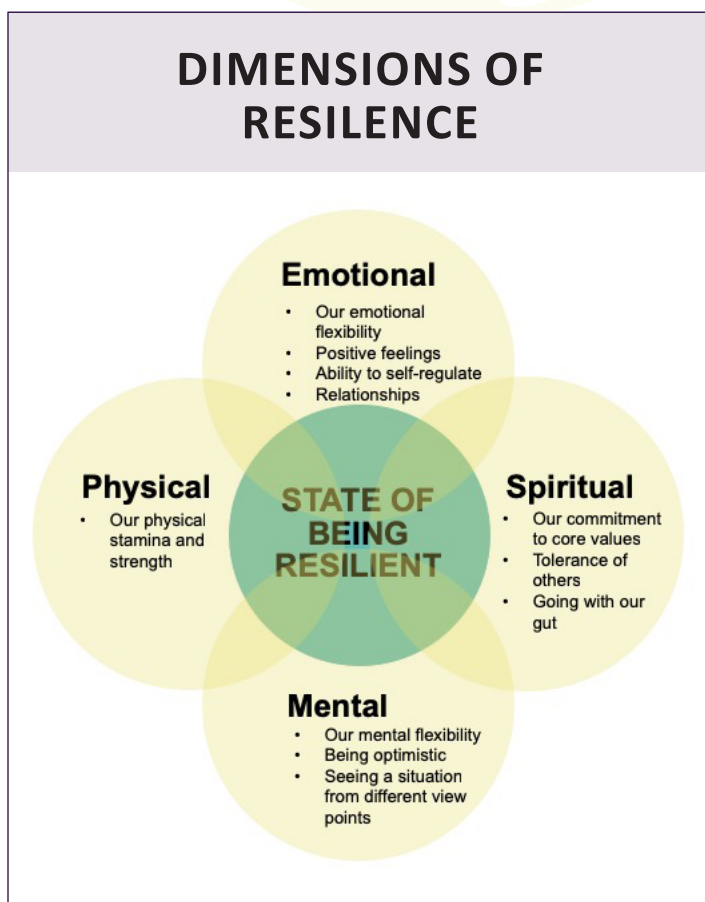 DIMENSIONS OF
RESILENCE
Emotional
• Our emotional
flexibility
• Positive feelings
• Ability to self-regulate
• Relationships
Physical
• Our physical
stamina and
strength
STATE OF
BEING
RESILIENT
Spiritual
• Our commitment
to core values
• Tolerance of
others
• Going with our
gut
Mental
• Our mental flexibility
• Being optimistic
• Seeing a situation
from different view
points